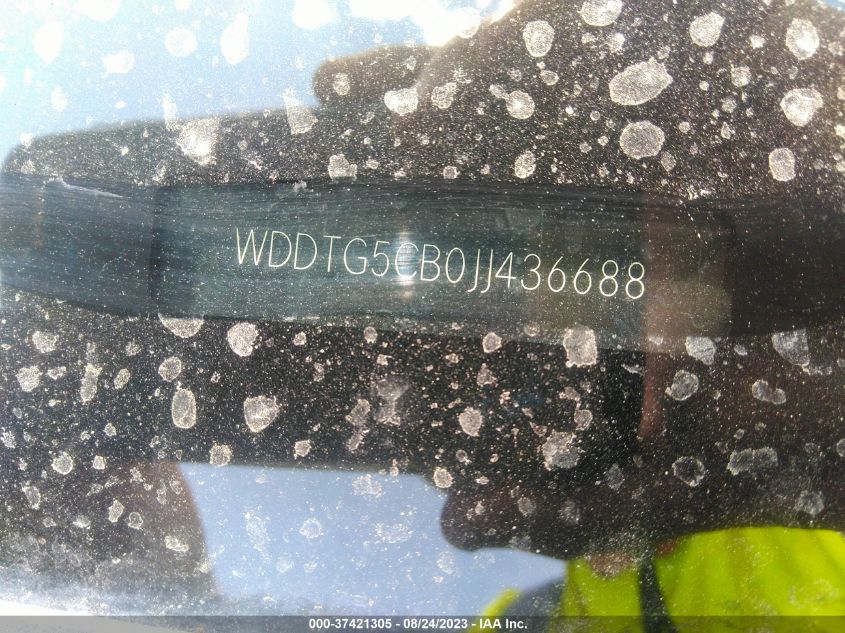 WDDTG5CB0JJ436688
000-37421305 - 08/24/2023 - IAA Inc.